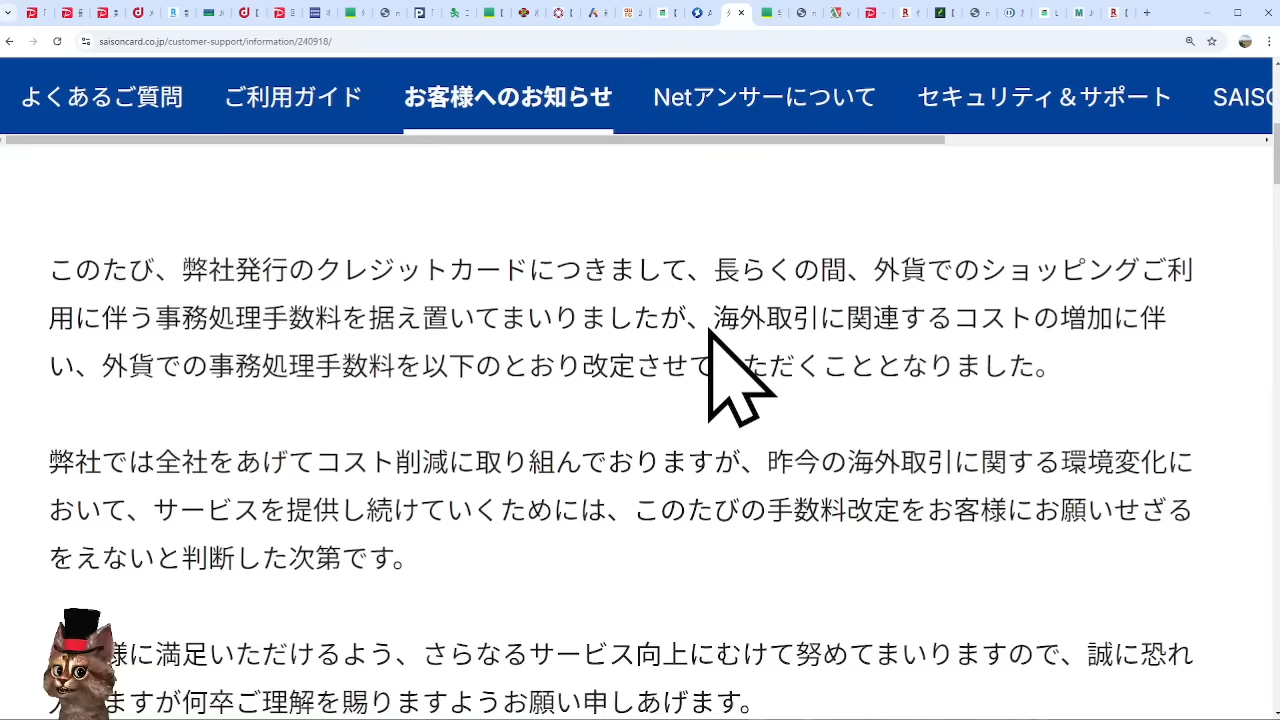 saisoncard.co.jp/customer-support/information/240918/
よくあるご質問 ご利用ガイド お客様へのお知らせ Netアンサーについて セキュリティ＆サポート
このたび、弊社発行のクレジットカードにつきまして、長らくの間、外貨でのショッピングご利
用に伴う事務処理手数料を据え置いてまいりましたが、海外取引に関連するコストの増加に伴
い、外貨での事務処理手数料を以下のとおり改定させて ただくこととなりました。
弊社では全社をあげてコスト削減に取り組んでおりますが、昨今の海外取引に関する環境変化に
おいて、サービスを提供し続けていくためには、このたびの手数料改定をお客様にお願いせざる
をえないと判断した次第です。
様に満足いただけるよう、さらなるサービス向上にむけて努めてまいりますので、誠に恐れ
ますが何卒ご理解を賜りますようお願い申しあげます。